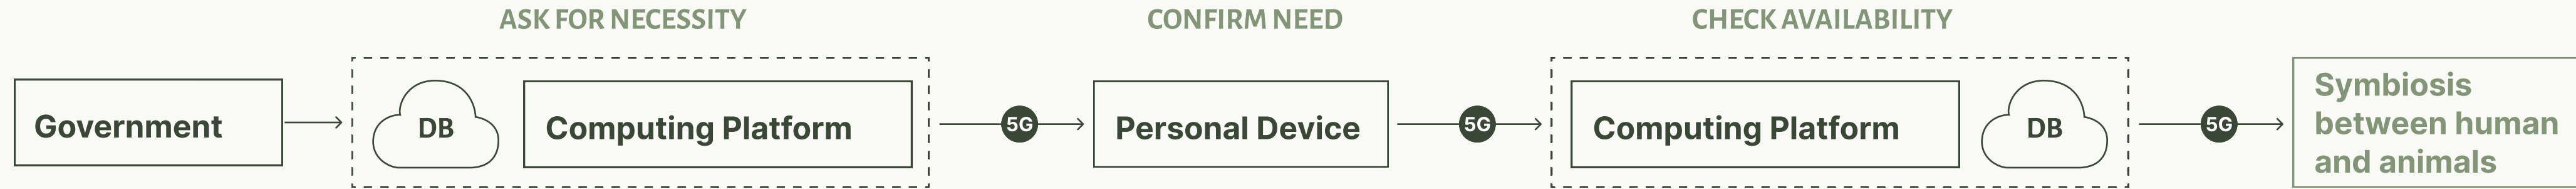 ASK FOR NECESSITY
CONFIRM NEED
CHECK AVAILABILITY
Government
DB
Computing Platform
5G
Personal Device
5G
Computing Platform
DB
5G
Symbiosis
between human
and animals